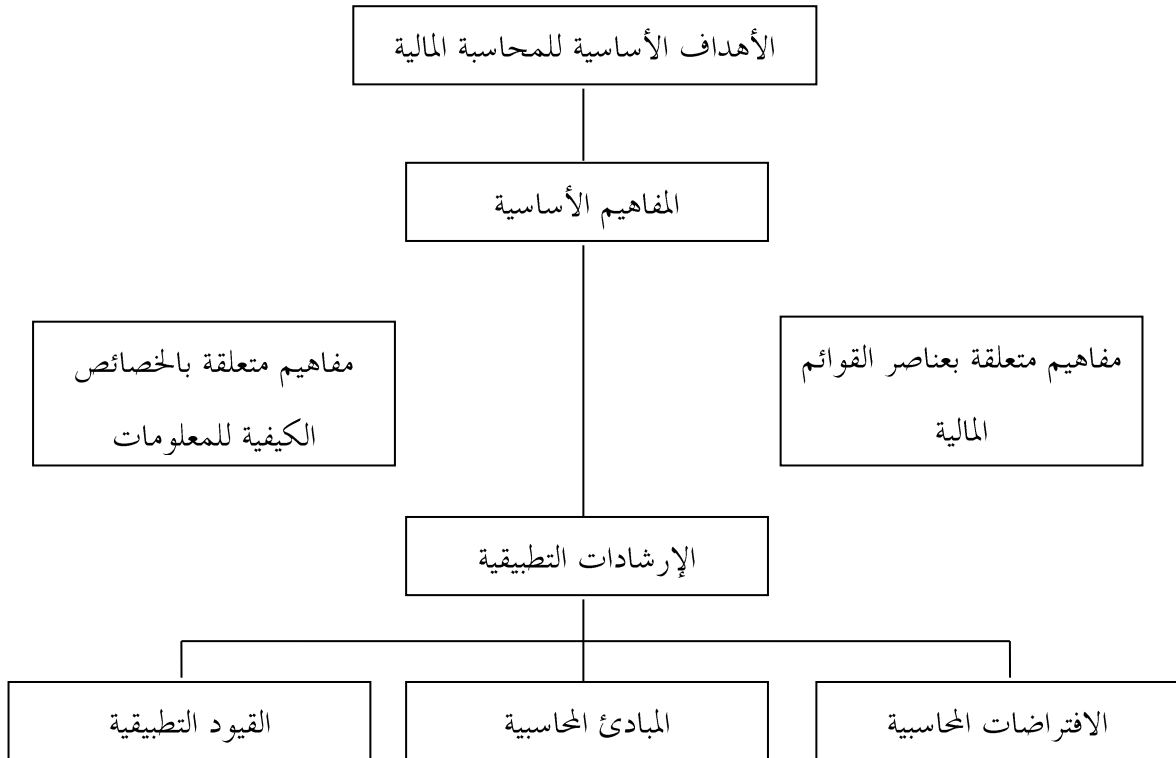 الأهداف الأساسية للمحاسبة المالية
المفاهيم الأساسية
مفاهيم متعلقة بعناصر القوائم
المالية
مفاهيم متعلقة بالخصائص
الكيفية للمعلومات
الإرشادات التطبيقية
الافتراضات المحاسبية
المبادئ المحاسبية
القيود التطبيقية